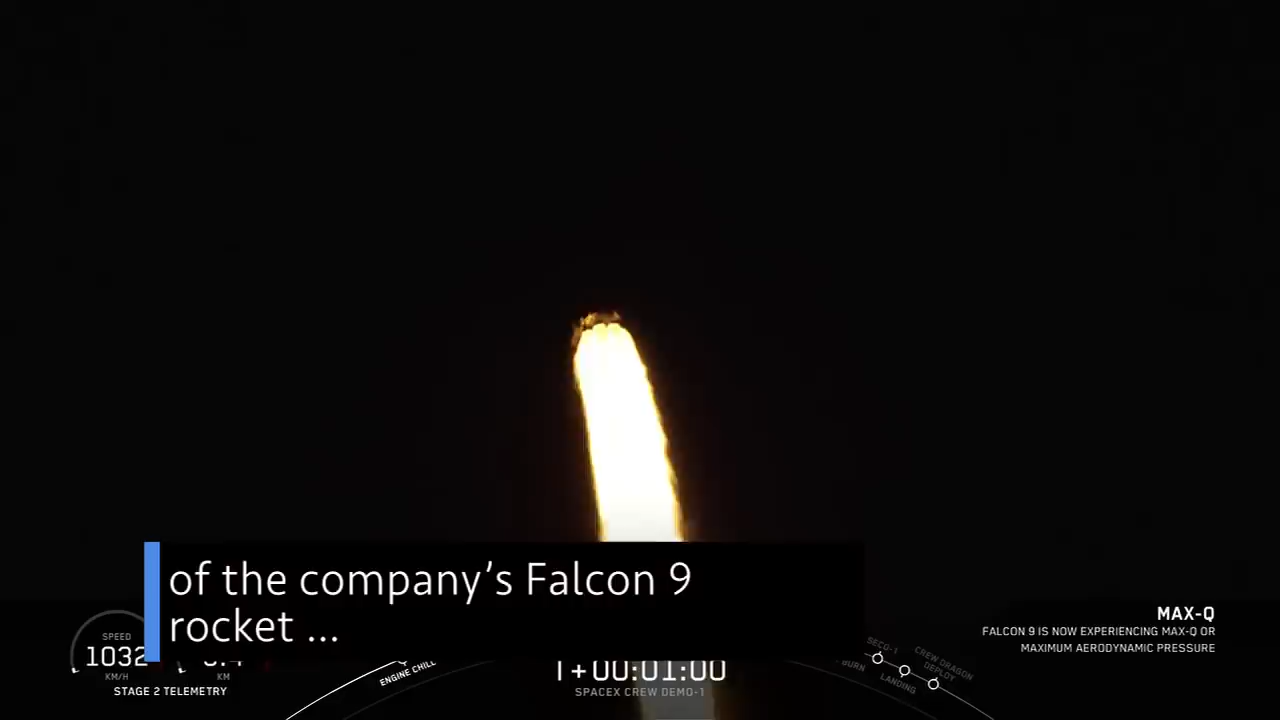 of the company's Falcon 9
rocket ...
MAX-Q
FALCON 9 IS NOW EXPERIENCING MAX-Q OR
MAXIMUM AERODYNAMIC PRESSURE
SPEED
1032
KM/H
KM
STAGE 2 TELEMETRY
ENGINE CHILL
T+00:01:00
SPACEX CREW DEMO-1
BURN
SECO-1
LANDING
CREW DRAGON
DEPLOY